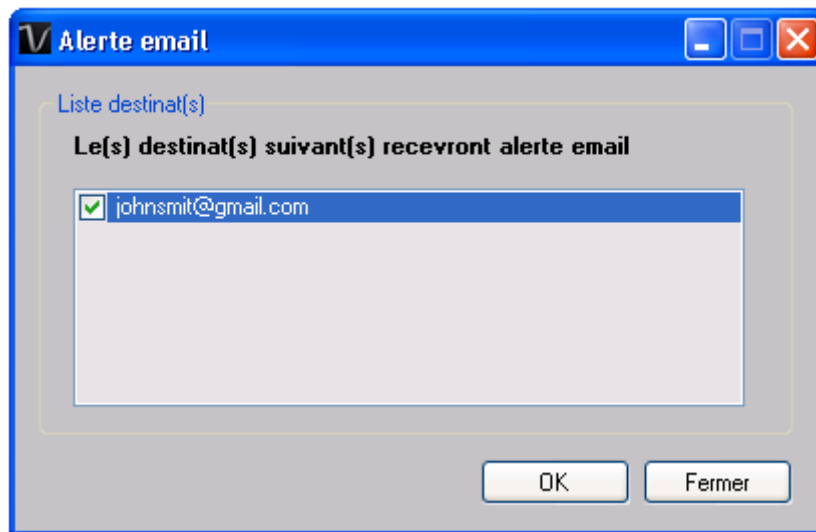 Alerte email
Liste destinat(s)
Le(s) destinat(s) suivant(s) recevront alerte email
johnsmit@gmail.com
OK
Fermer